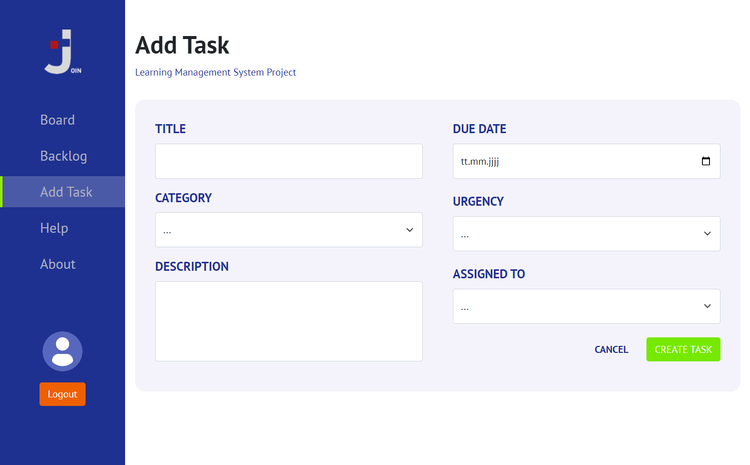 JOIN
Board
Backlog
Add Task
Help
About
Logout
Add Task
Learning Management System Project
TITLE
CATEGORY
...
DESCRIPTION
DUE DATE
tt.mm.jjjj
URGENCY
...
ASSIGNED TO
...
CANCEL
CREATE TASK